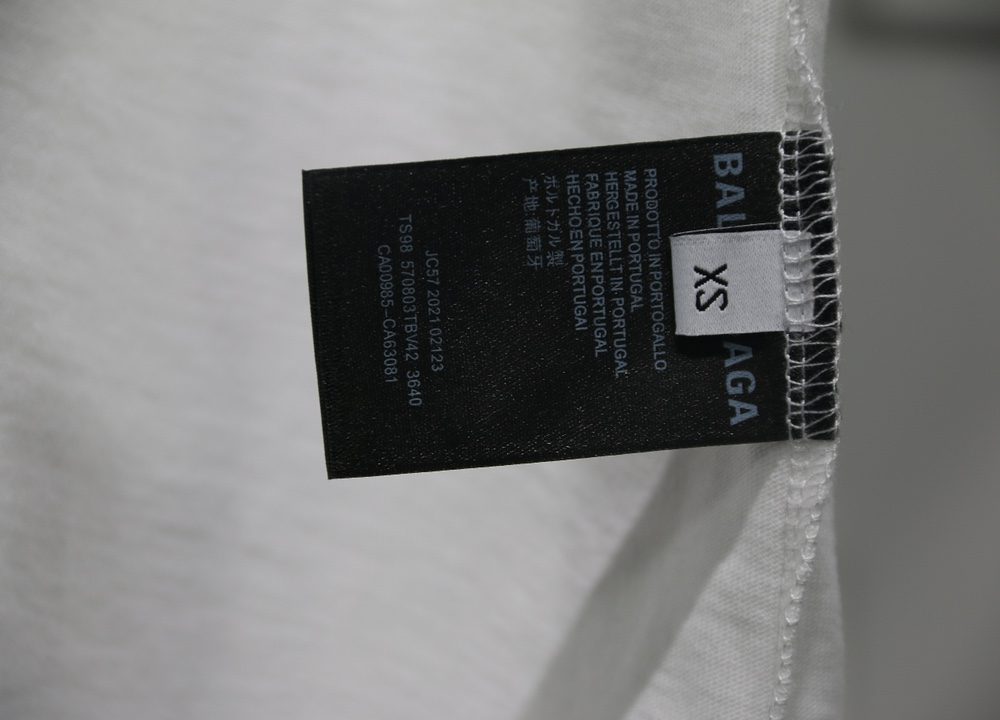 BAL AGA
XS
PRODOTTO IN PORTOGALLO
MADE IN PORTUGAL
HERGESTELLT IN PORTUGAL
FABRIQUE EN PORTUGAL
HECHO EN PORTUGAL
ポルトガル製
产地:葡萄牙
JC57 2021 02123
TS98 570803TBV42 3640
CA00985-CA63081